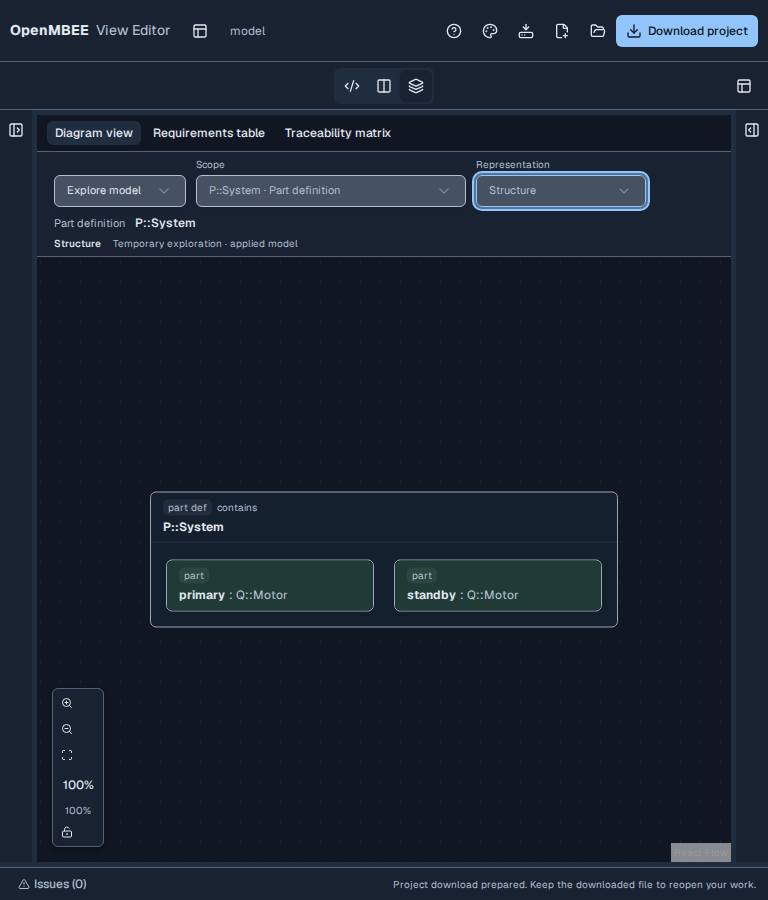 OpenMBEE View Editor model Download project
Diagram view Requirements table Traceability matrix
Scope Representation
Explore model P::System · Part definition Structure
Part definition P::System
Structure Temporary exploration · applied model
part def contains
P::System
part part
primary : Q::Motor standby : Q::Motor
100%
100%
React Flow
Issues (0) Project download prepared. Keep the downloaded file to reopen your work.